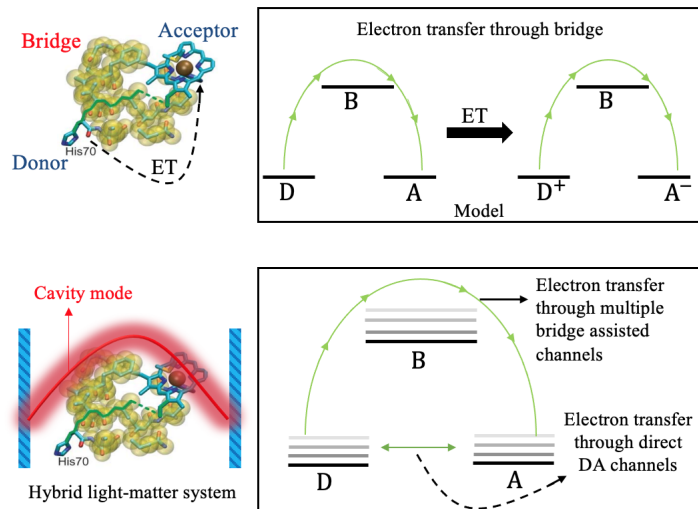 Bridge
Acceptor
Donor
His70
ET
Electron transfer through bridge
B
ET
B
D
A
D⁺
A⁻
Model
Cavity mode
His70
Hybrid light-matter system
B
Electron transfer
through multiple
bridge assisted
channels
D
A
Electron transfer
through direct
DA channels